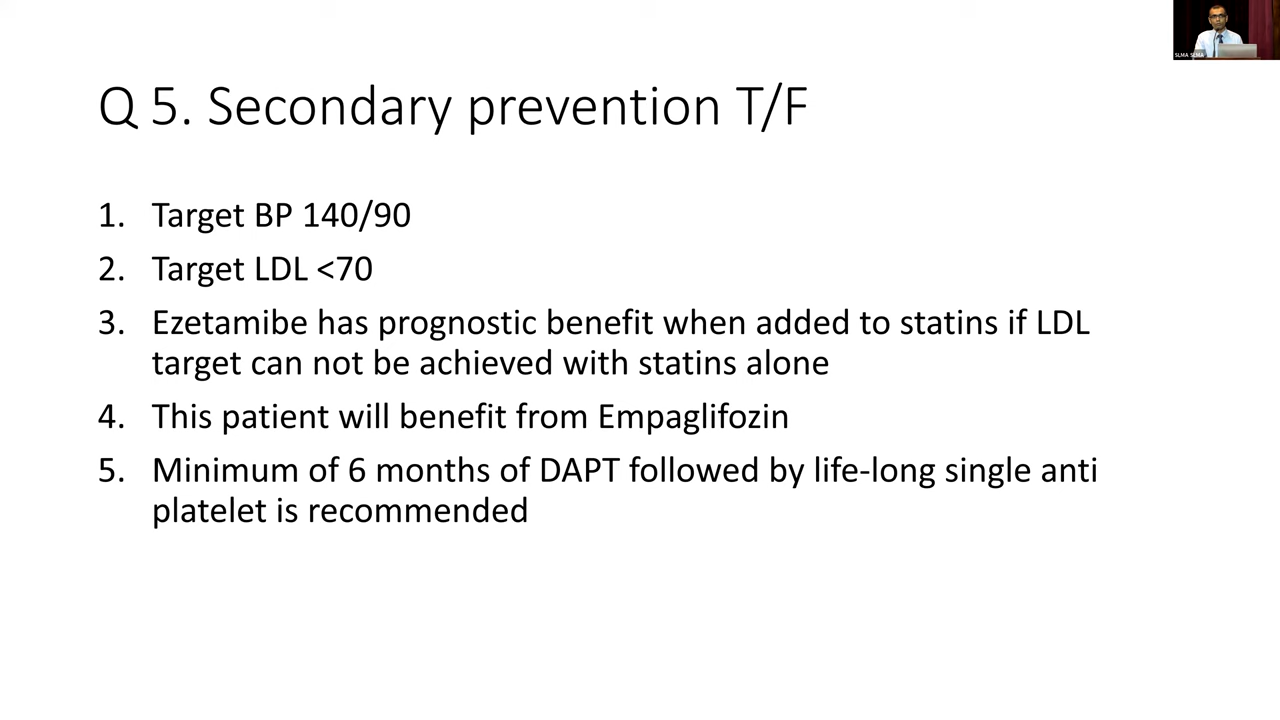 SLMA SLMA
Q 5. Secondary prevention T/F
1. Target BP 140/90
2. Target LDL <70
3. Ezetamibe has prognostic benefit when added to statins if LDL
target can not be achieved with statins alone
4. This patient will benefit from Empaglifozin
5. Minimum of 6 months of DAPT followed by life-long single anti
platelet is recommended